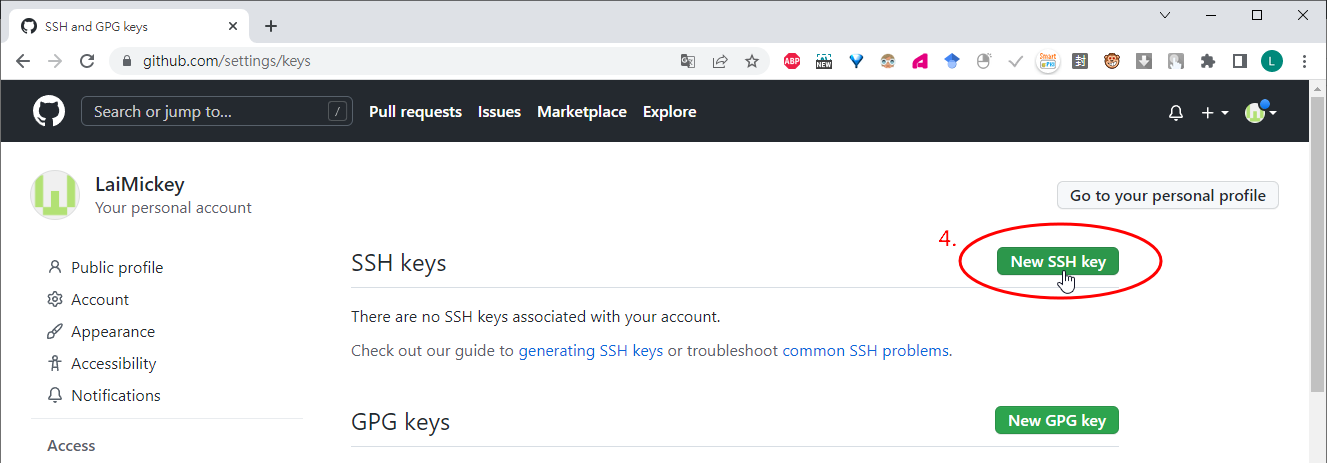 SSH and GPG keys
github.com/settings/keys
ABP
NEW
封
L
Search or jump to... /
Pull requests
Issues
Marketplace
Explore
LaiMickey
Your personal account
Go to your personal profile
4.
Public profile
Account
Appearance
Accessibility
Notifications
Access
SSH keys
New SSH key
There are no SSH keys associated with your account.
Check out our guide to generating SSH keys or troubleshoot common SSH problems.
GPG keys
New GPG key